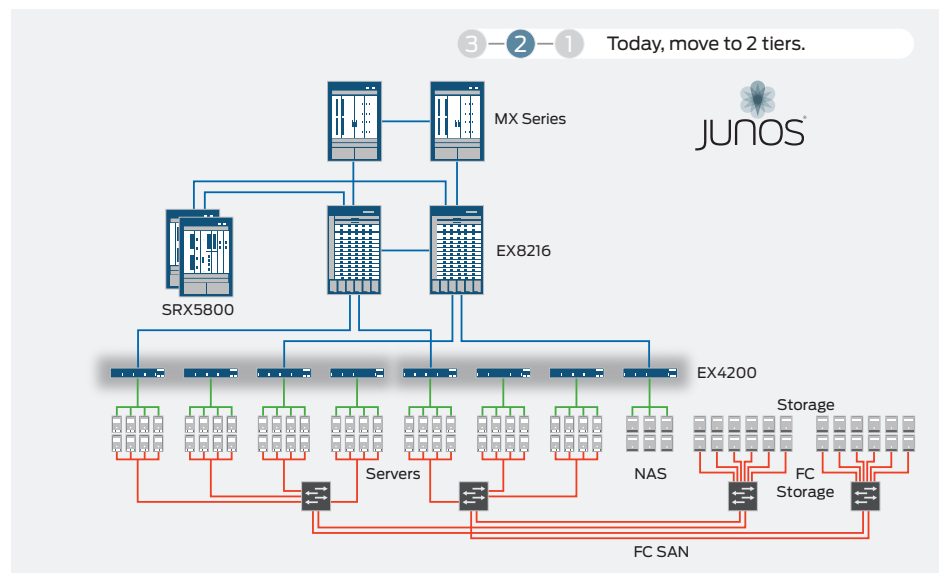 3 2 1 Today, move to 2 tiers.
JUNOS
MX Series
EX8216
SRX5800
EX4200
Storage
Servers
NAS
FC
Storage
FC SAN